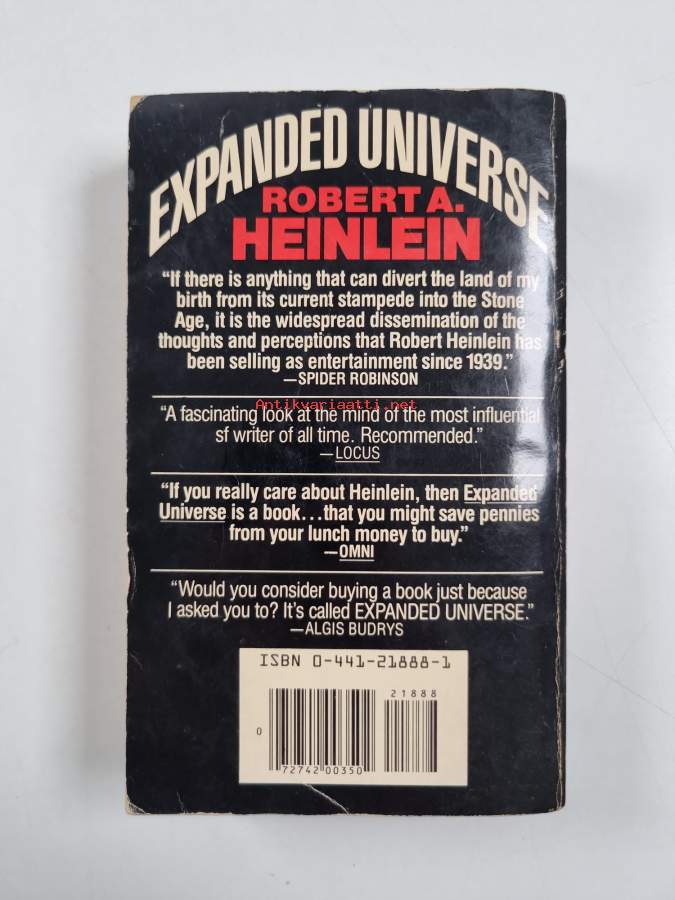 EXPANDED UNIVERSE
ROBERT A.
HEINLEIN
“If there is anything that can divert the land of my
birth from its current stampede into the Stone
Age, it is the widespread dissemination of the
thoughts and perceptions that Robert Heinlein has
been selling as entertainment since 1939.”
—SPIDER ROBINSON
Antikvariaatti.net
“A fascinating look at the mind of the most influential
sf writer of all time. Recommended.”
—LOCUS
“If you really care about Heinlein, then Expanded
Universe is a book...that you might save pennies
from your lunch money to buy.”
—OMNI
“Would you consider buying a book just because
I asked you to? It’s called EXPANDED UNIVERSE.”
—ALGIS BUDRYS
ISBN 0-441-21888-1
21888
0
72742 00350